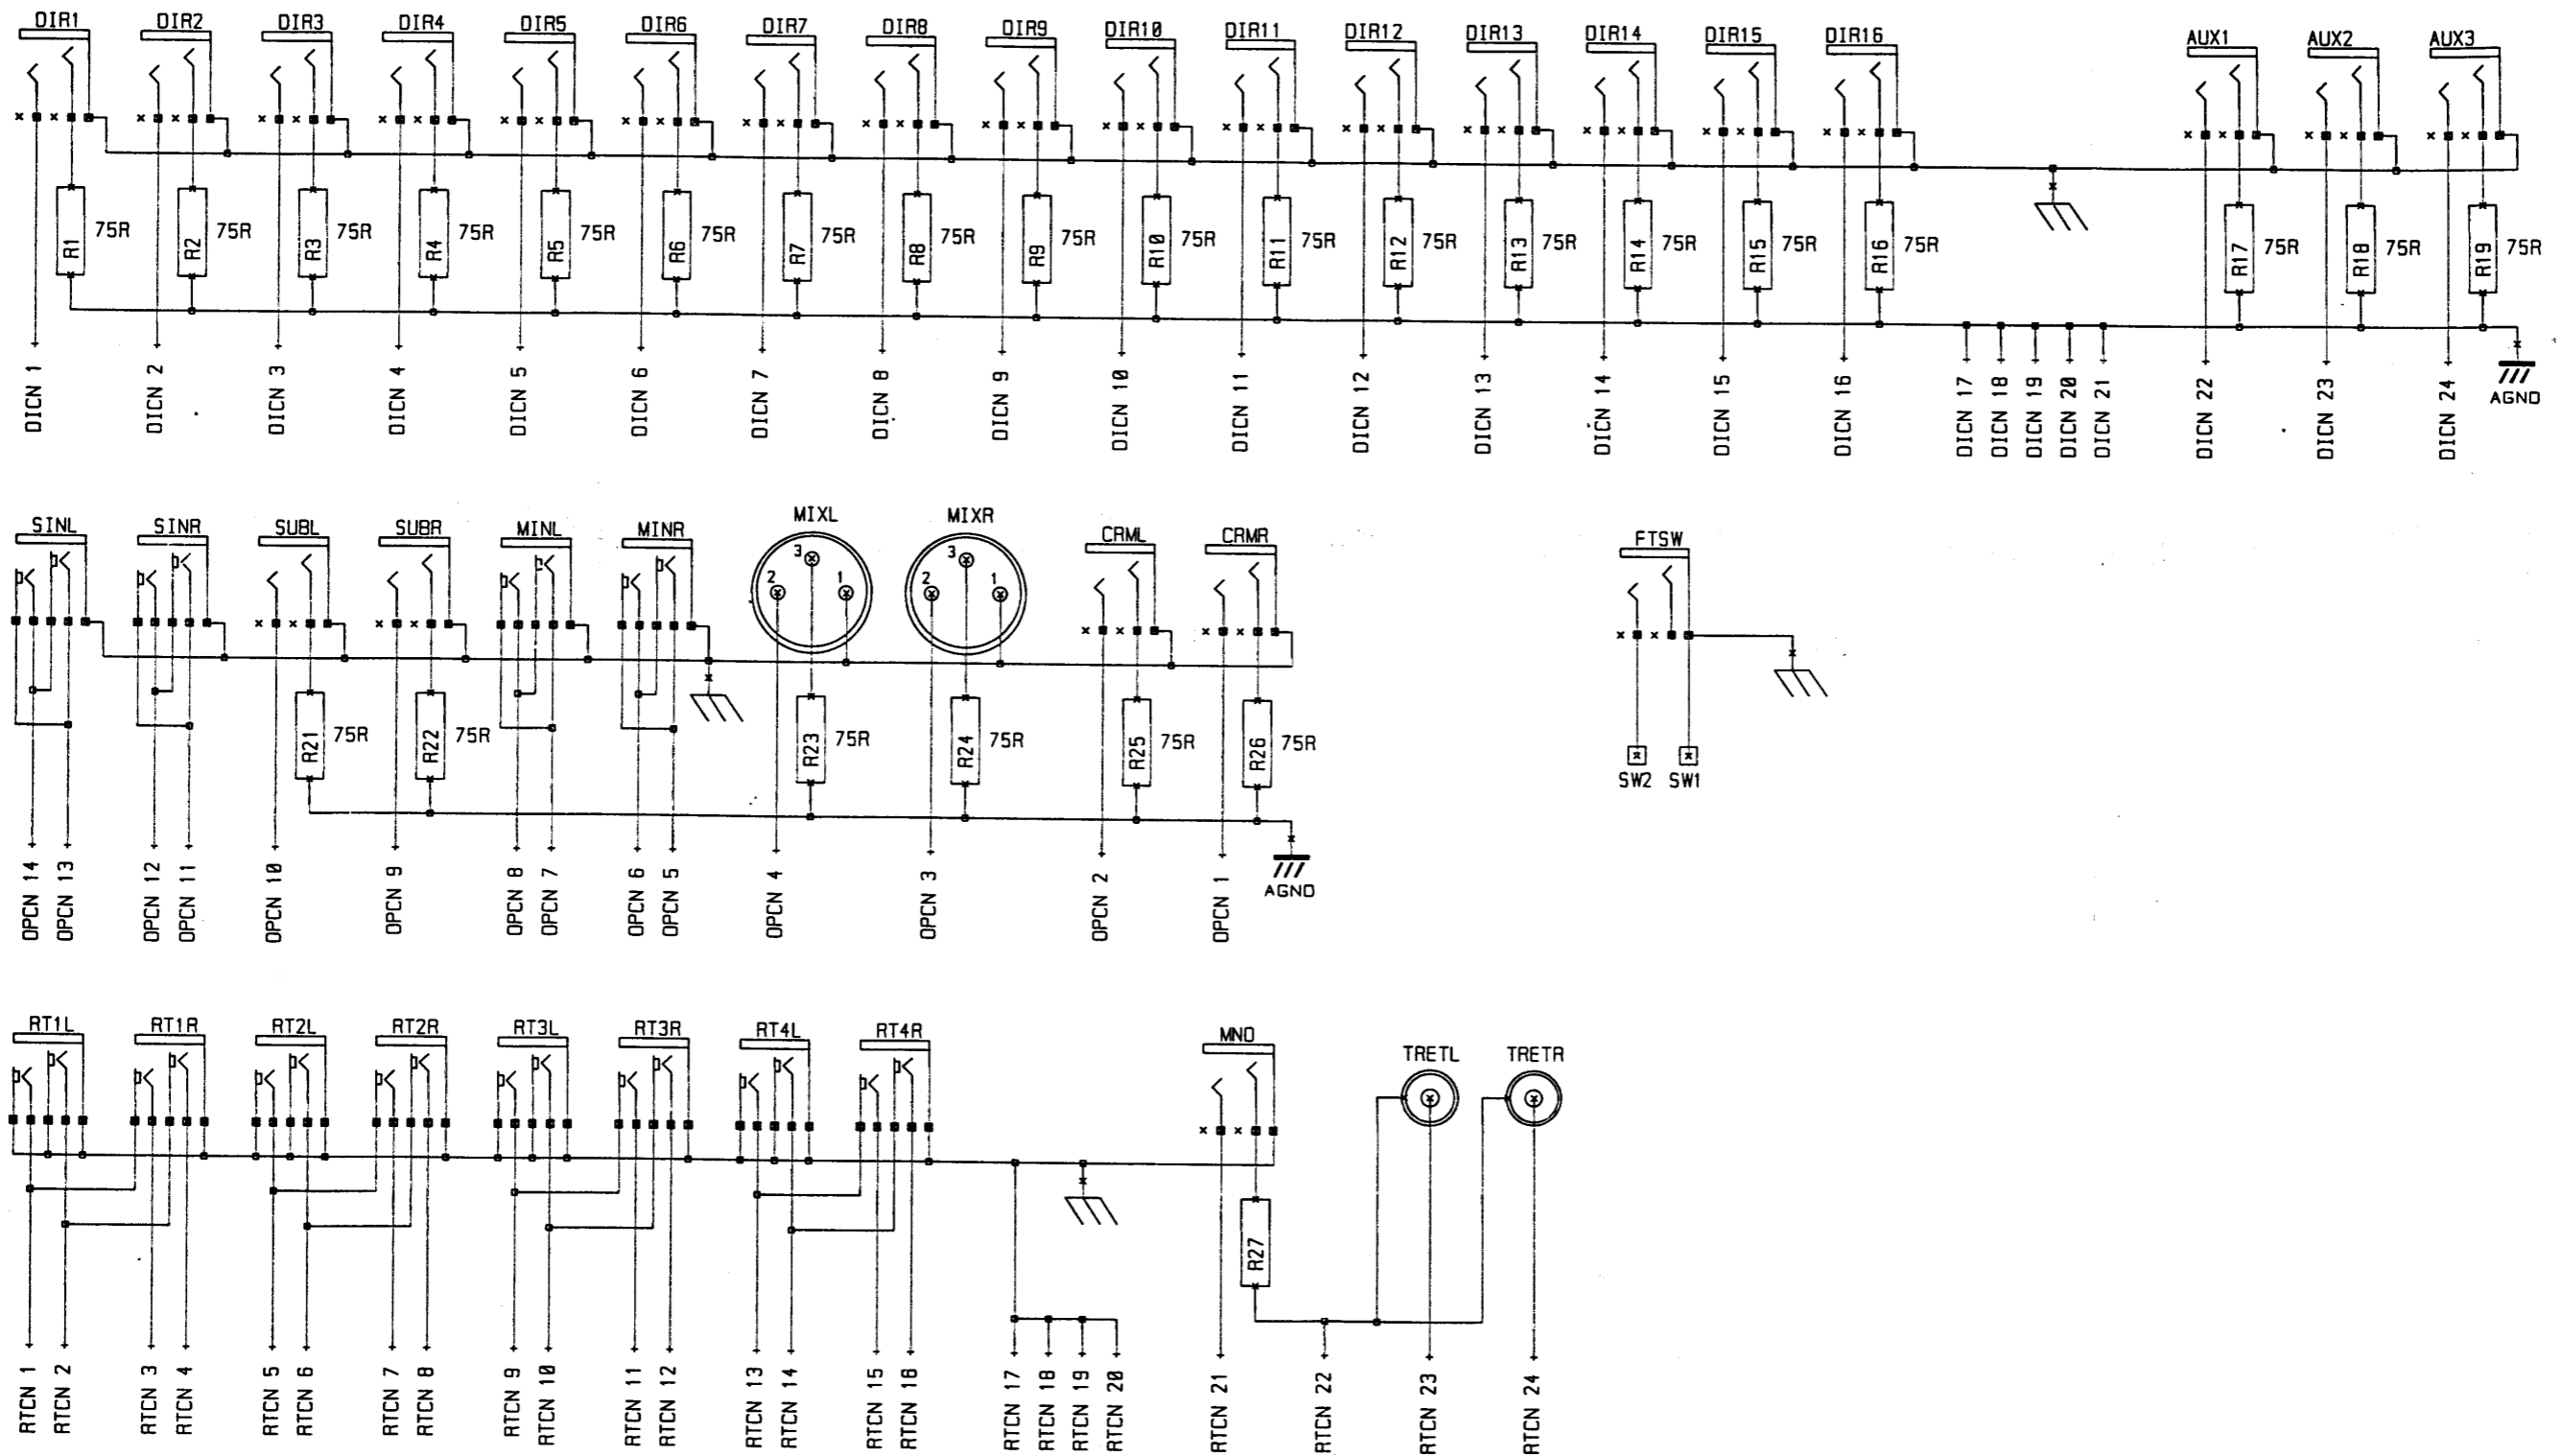 DIR1 DIR2 DIR3 DIR4 DIR5 DIR6 DIR7 DIR8 DIR9 DIR10 DIR11 DIR12 DIR13 DIR14 DIR15 DIR16 AUX1 AUX2 AUX3
R1 75R R2 75R R3 75R R4 75R R5 75R R6 75R R7 75R R8 75R R9 75R R10 75R R11 75R R12 75R R13 75R R14 75R R15 75R R16 75R R17 75R R18 75R R19 75R
DICN 1 DICN 2 DICN 3 DICN 4 DICN 5 DICN 6 DICN 7 DICN 8 DICN 9 DICN 10 DICN 11 DICN 12 DICN 13 DICN 14 DICN 15 DICN 16 DICN 17 DICN 18 DICN 19 DICN 20 DICN 21 DICN 22 DICN 23 DICN 24 AGND
SINL SINR SUBL SUBR MINL MINR MIXL MIXR CRML CRMR FTSW
3 2 1 3 2 1
R21 75R R22 75R R23 75R R24 75R R25 75R R26 75R
SW2 SW1
OPCN 14 OPCN 13 OPCN 12 OPCN 11 OPCN 10 OPCN 9 OPCN 8 OPCN 7 OPCN 6 OPCN 5 OPCN 4 OPCN 3 OPCN 2 OPCN 1 AGND
RT1L RT1R RT2L RT2R RT3L RT3R RT4L RT4R MNO TRETL TRETR
R27
RTCN 1 RTCN 2 RTCN 3 RTCN 4 RTCN 5 RTCN 6 RTCN 7 RTCN 8 RTCN 9 RTCN 10 RTCN 11 RTCN 12 RTCN 13 RTCN 14 RTCN 15 RTCN 16 RTCN 17 RTCN 18 RTCN 19 RTCN 20 RTCN 21 RTCN 22 RTCN 23 RTCN 24